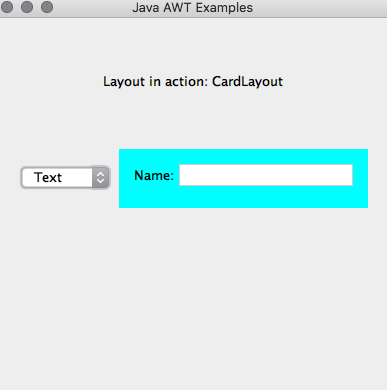 Java AWT Examples
Layout in action: CardLayout
Text
Name: